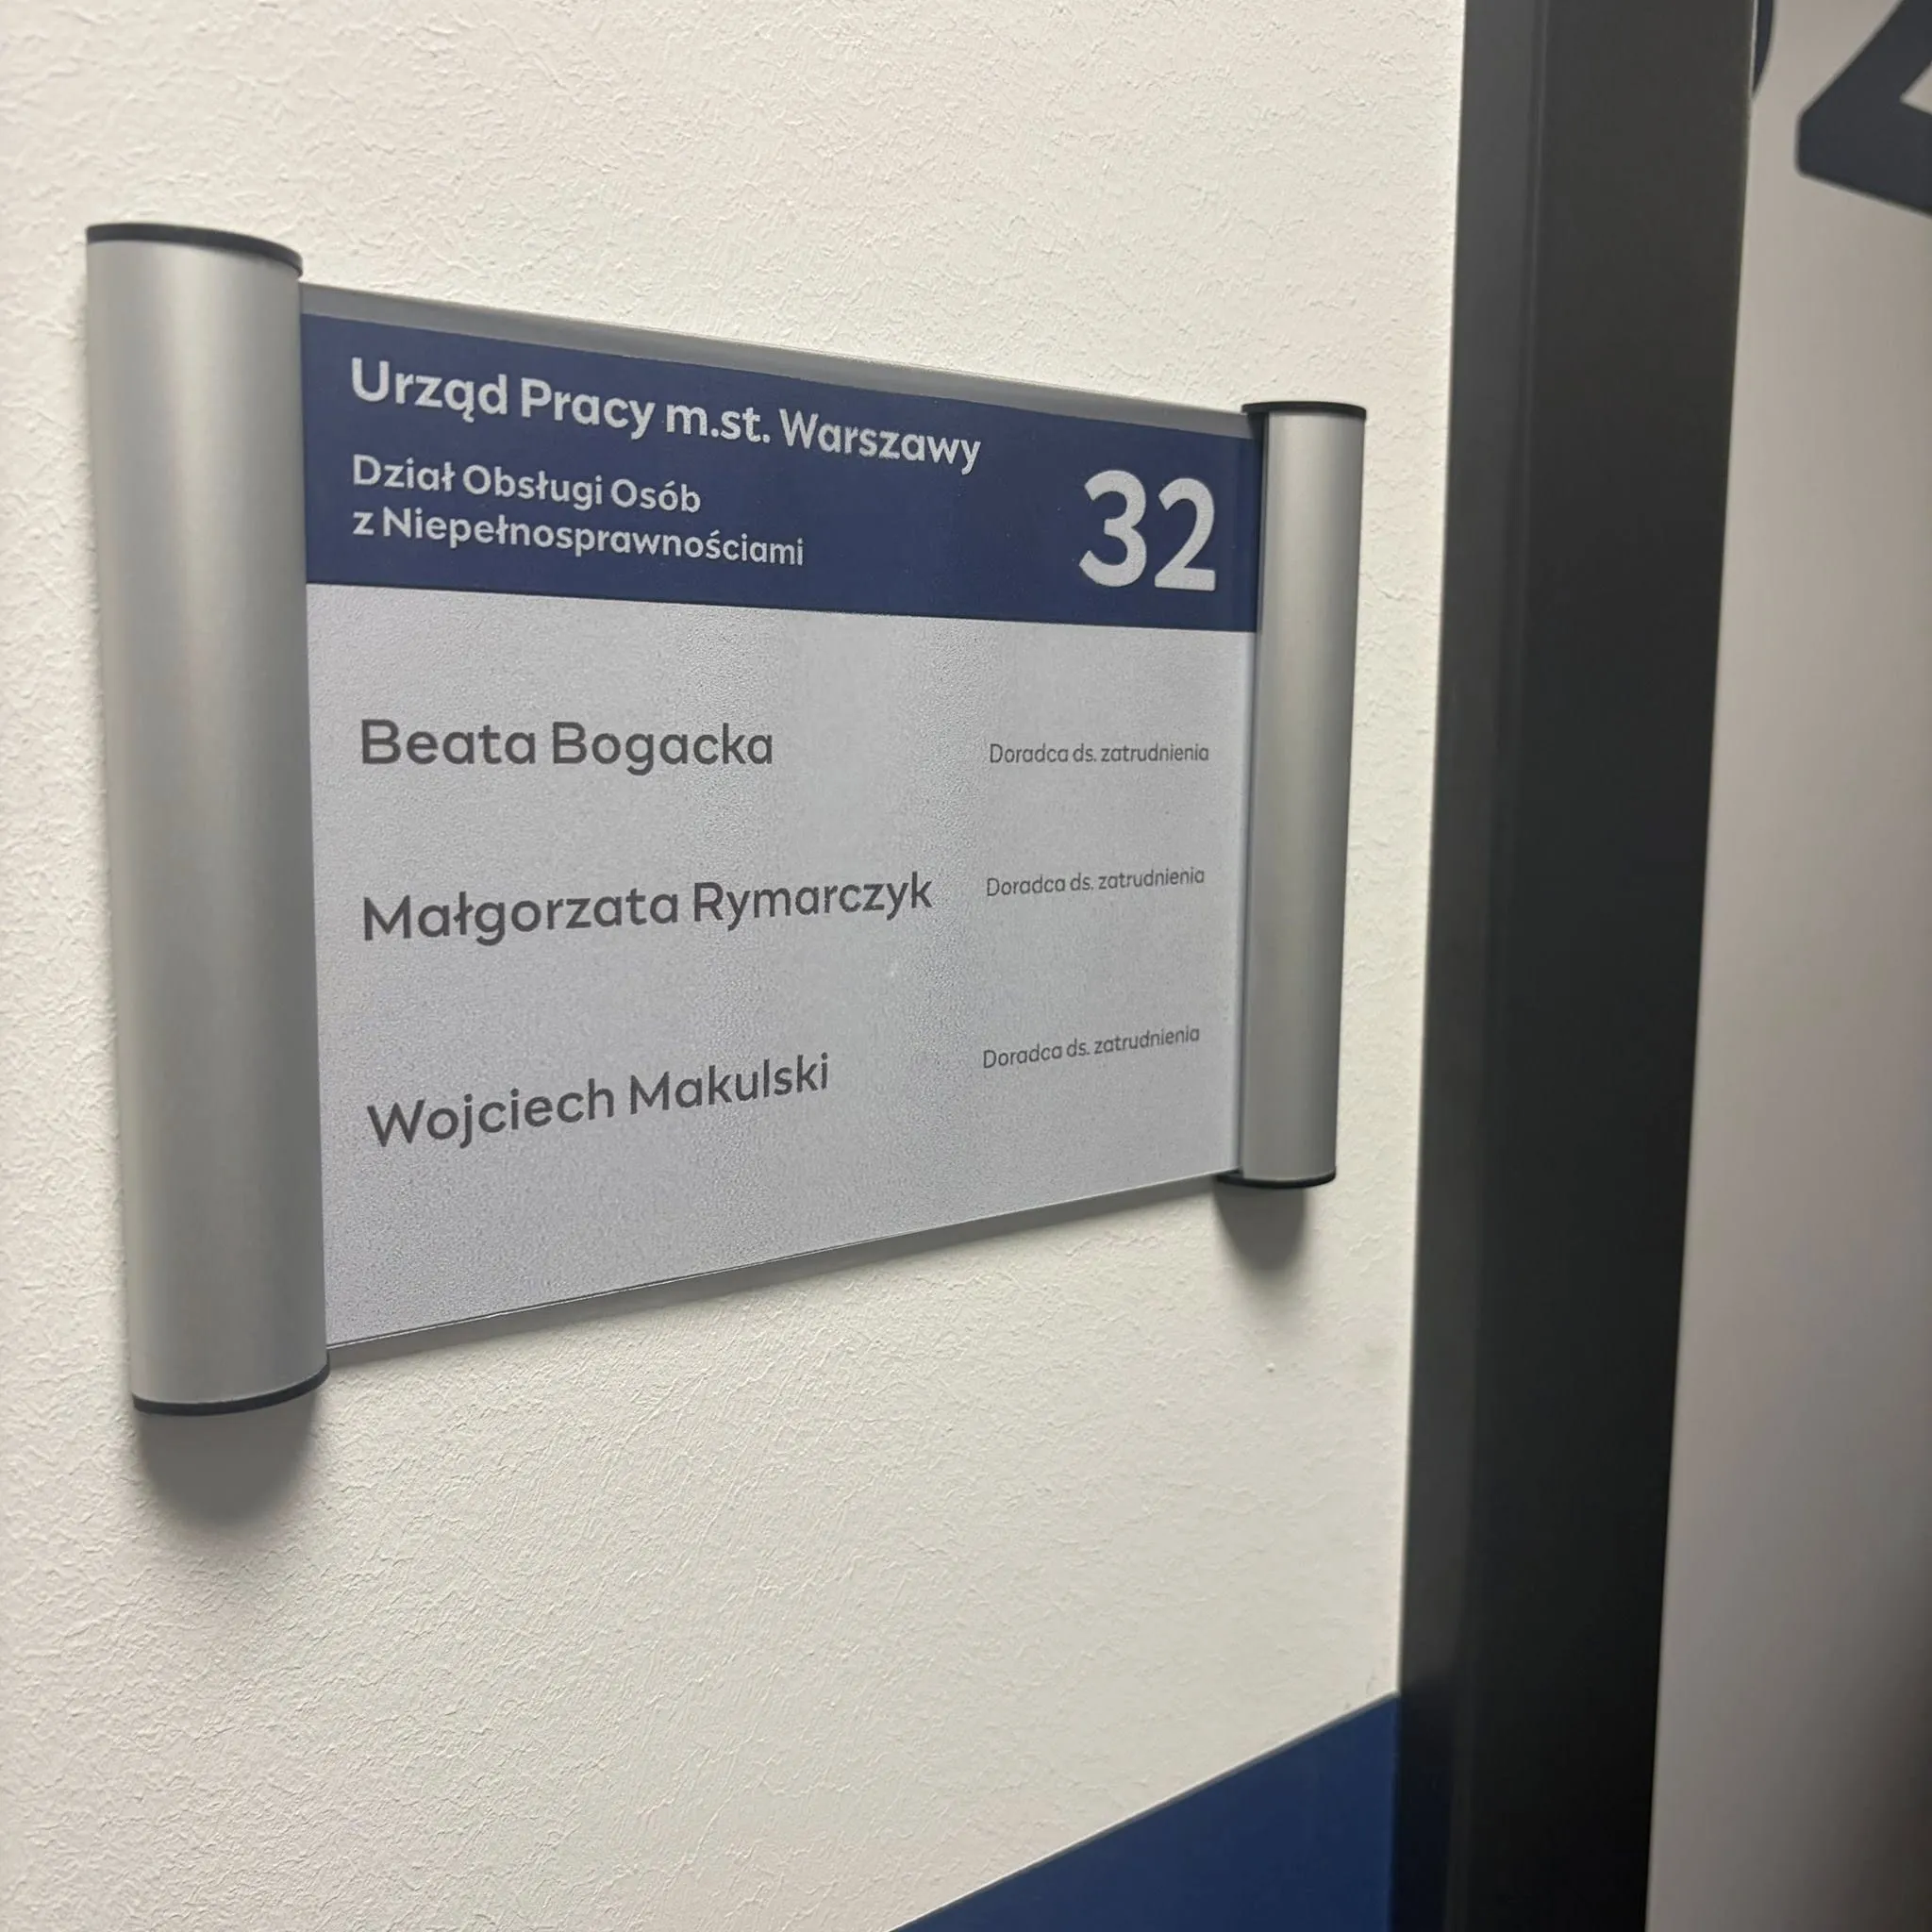 Urząd Pracy m.st. Warszawy
Dział Obsługi Osób
z Niepełnosprawnościami
32
Beata Bogacka Doradca ds. zatrudnienia
Małgorzata Rymarczyk Doradca ds. zatrudnienia
Wojciech Makulski Doradca ds. zatrudnienia